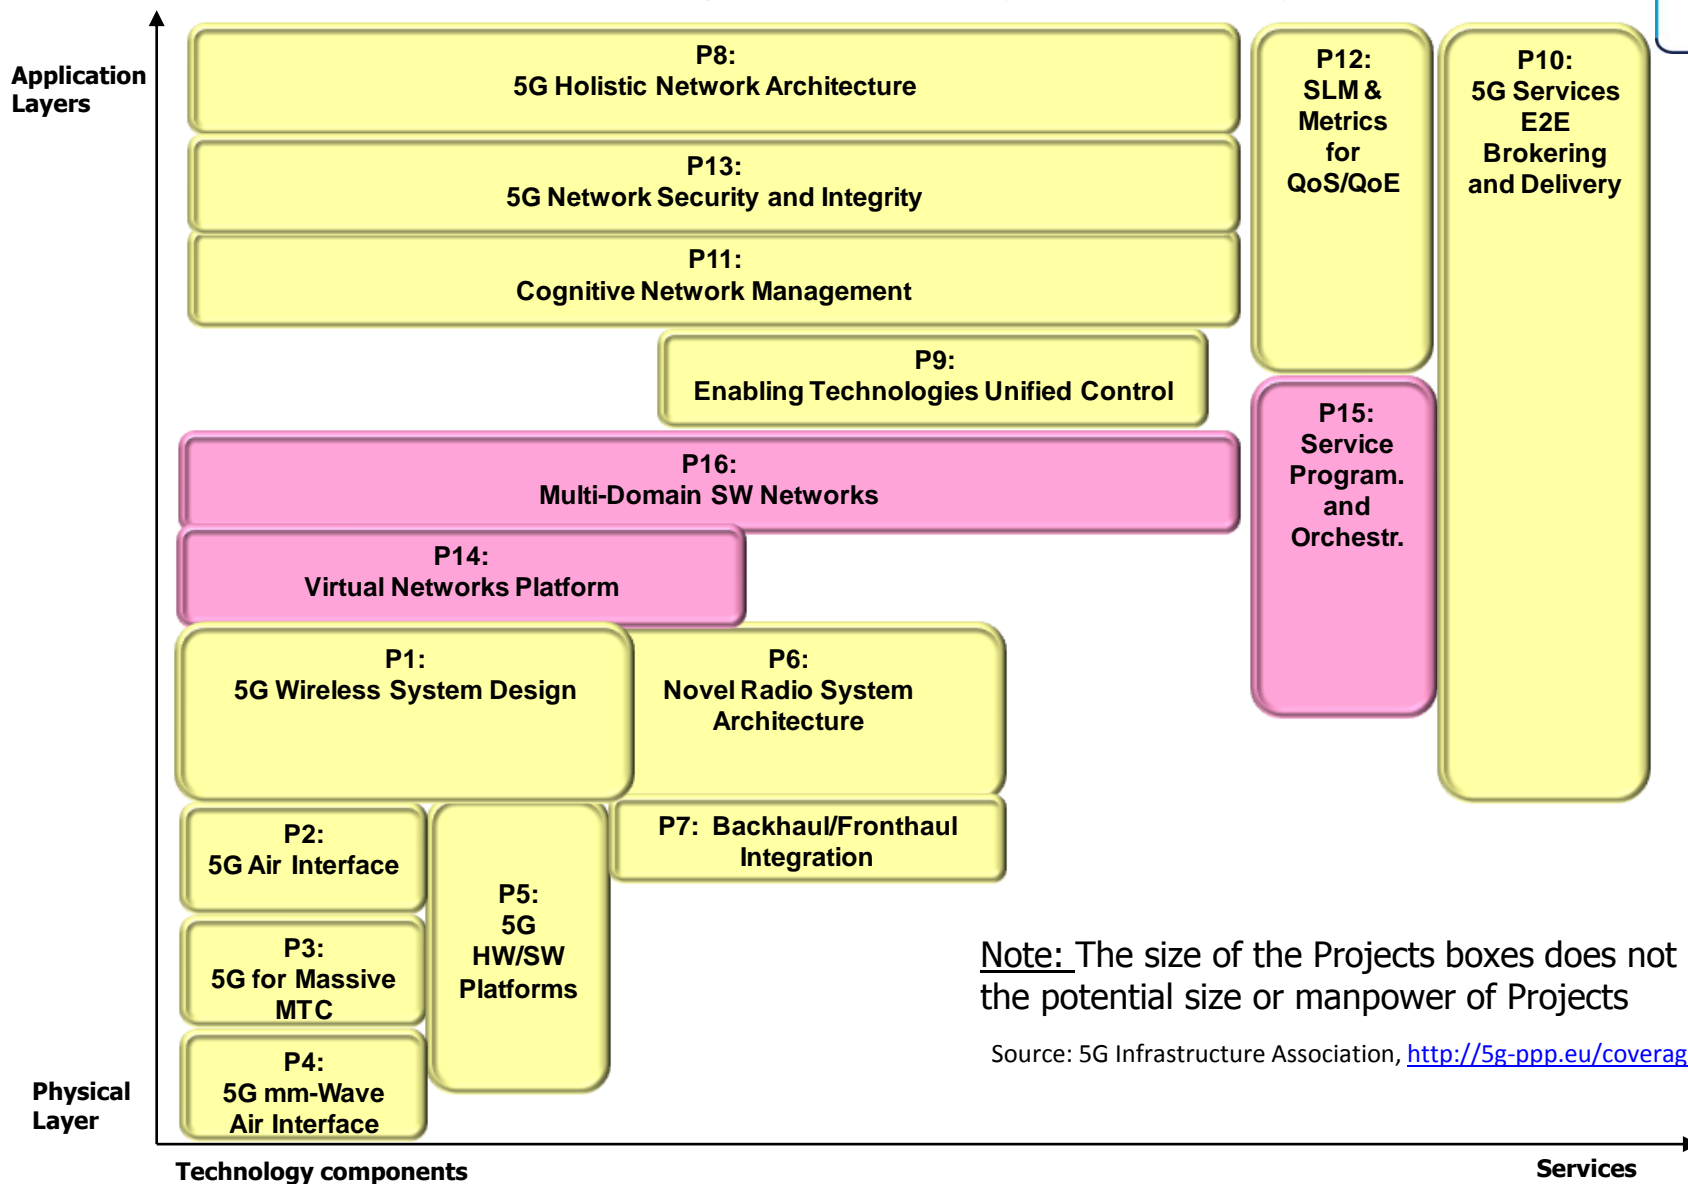 Application
Layers
P8:
5G Holistic Network Architecture
P13:
5G Network Security and Integrity
P11:
Cognitive Network Management
P9:
Enabling Technologies Unified Control
P12:
SLM &
Metrics
for
QoS/QoE
P10:
5G Services
E2E
Brokering
and Delivery
P15:
Service
Program.
and
Orchestr.
P16:
Multi-Domain SW Networks
P14:
Virtual Networks Platform
P1:
5G Wireless System Design
P6:
Novel Radio System
Architecture
P2:
5G Air Interface
P5:
5G
HW/SW
Platforms
P7: Backhaul/Fronthaul
Integration
P3:
5G for Massive
MTC
P4:
5G mm-Wave
Air Interface
Note: The size of the Projects boxes does not
the potential size or manpower of Projects
Source: 5G Infrastructure Association, http://5g-ppp.eu/coverag
Physical
Layer
Technology components
Services